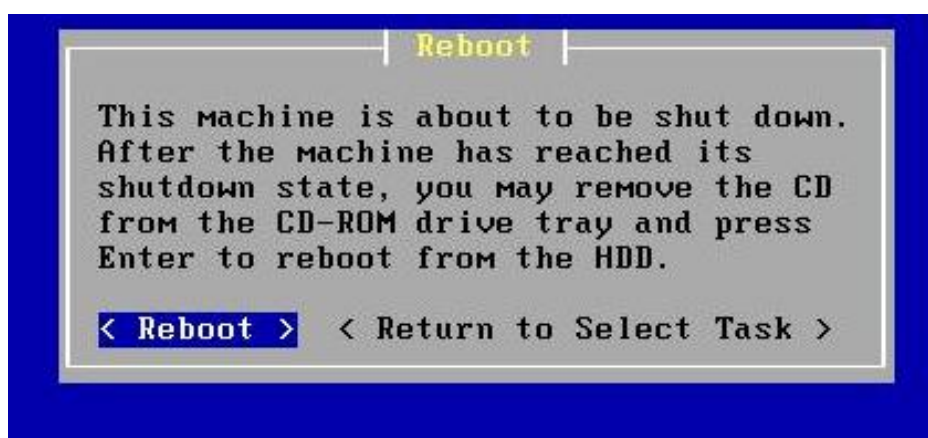 Reboot
This machine is about to be shut down.
After the machine has reached its
shutdown state, you may remove the CD
from the CD-ROM drive tray and press
Enter to reboot from the HDD.
< Reboot > < Return to Select Task >